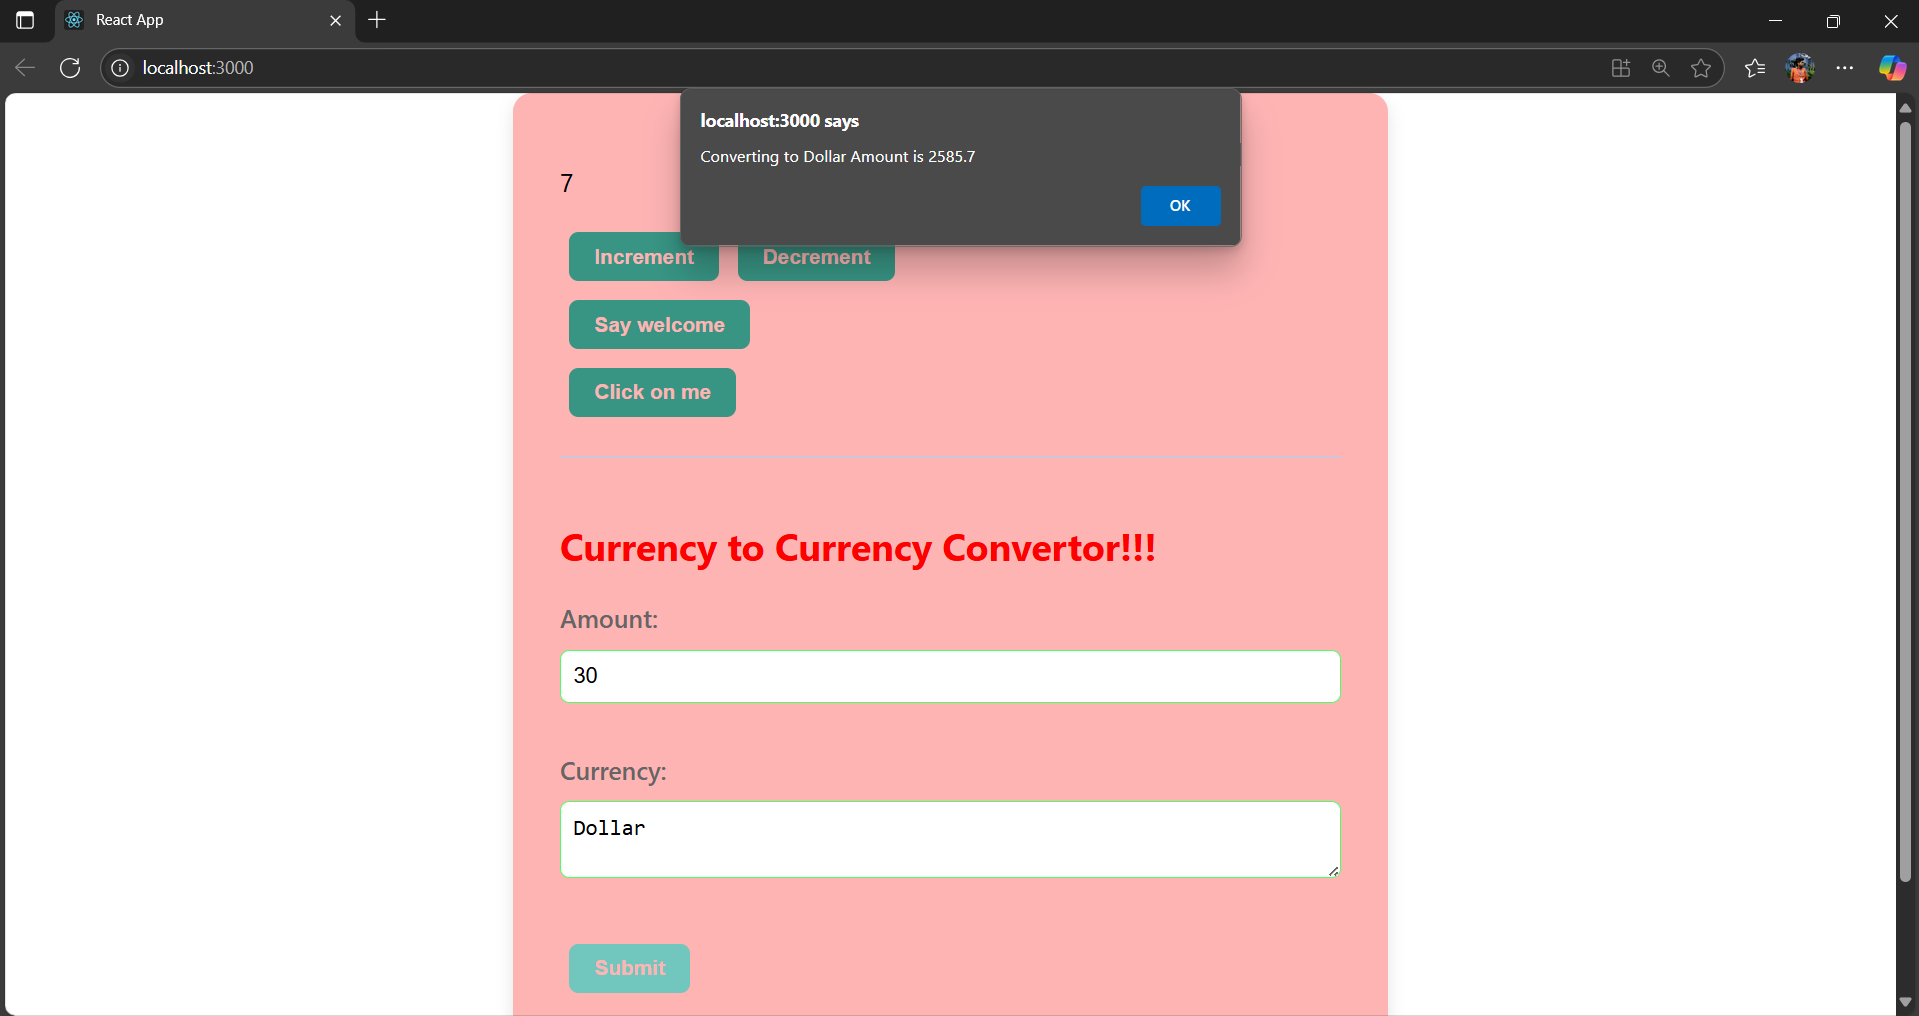 React App
localhost:3000
localhost:3000 says
Converting to Dollar Amount is 2585.7
OK
7
Increment Decrement
Say welcome
Click on me
Currency to Currency Convertor!!!
Amount:
30
Currency:
Dollar
Submit